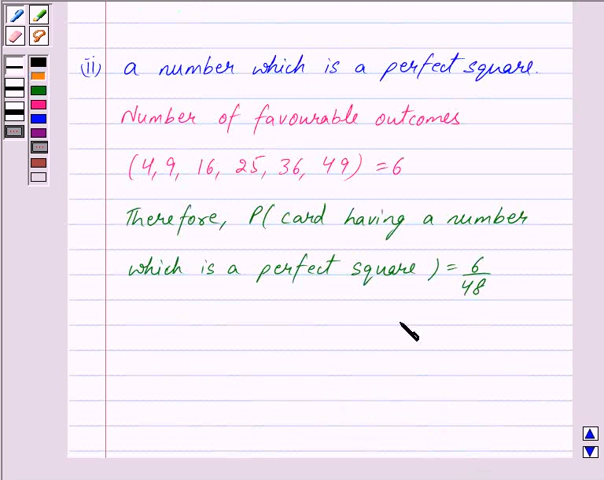 (ii) a number which is a perfect square.
Number of favourable outcomes
(4, 9, 16, 25, 36, 49) = 6
Therefore, P( card having a number
which is a perfect square ) = 6/48